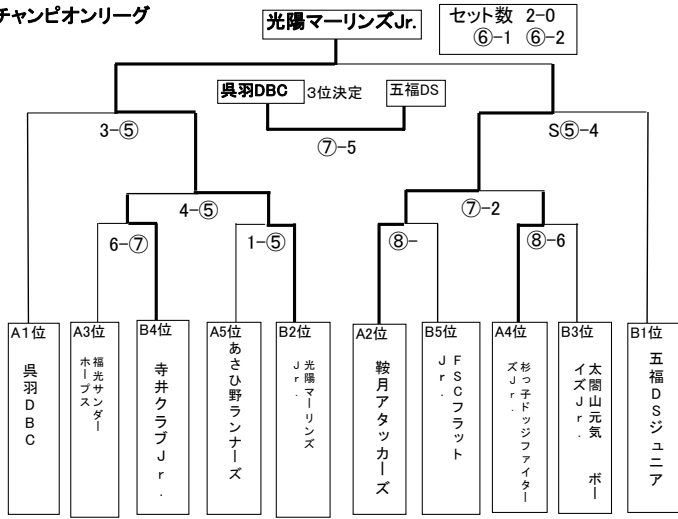 チャンピオンリーグ
光陽マーリンズJr.
セット数 2-0
⑥-1 ⑥-2
呉羽DBC
3位決定
五福DS
⑦-5
3-⑤
S⑤-4
4-⑤
⑦-2
6-⑦
1-⑤
⑧-
⑧-6
A1位
呉羽DBC
A3位
福光サンダー
ホープス
B4位
寺井クラブJr.
A5位
あさひ野ランナーズ
B2位
光陽マーリンズ
Jr.
A2位
鞍月アタッカーズ
B5位
FSCフラット
Jr.
A4位
杉っ子ドッジファイター
ズJr.
B3位
太閤山元気 ボー
イズJr.
B1位
五福DSジュニア